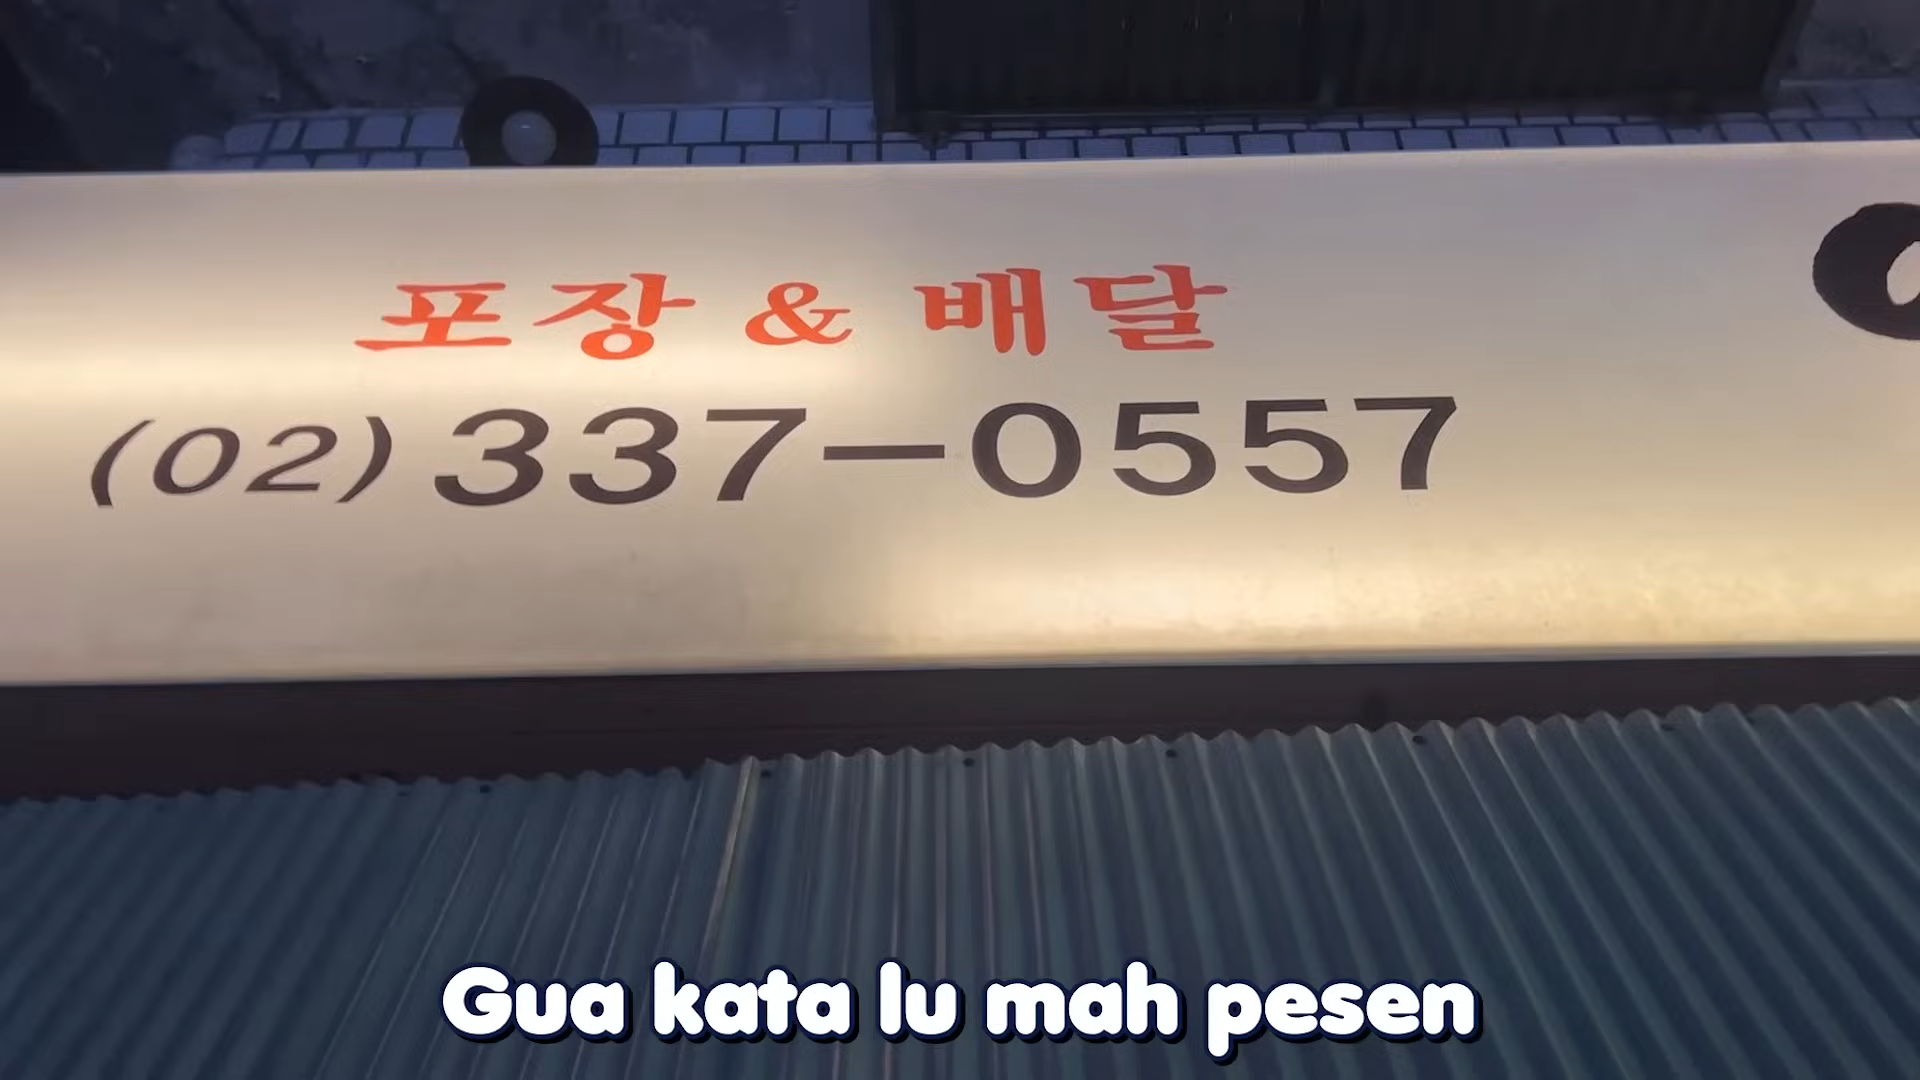 포장 & 배달
(02) 337-0557
Gua kata lu mah pesen